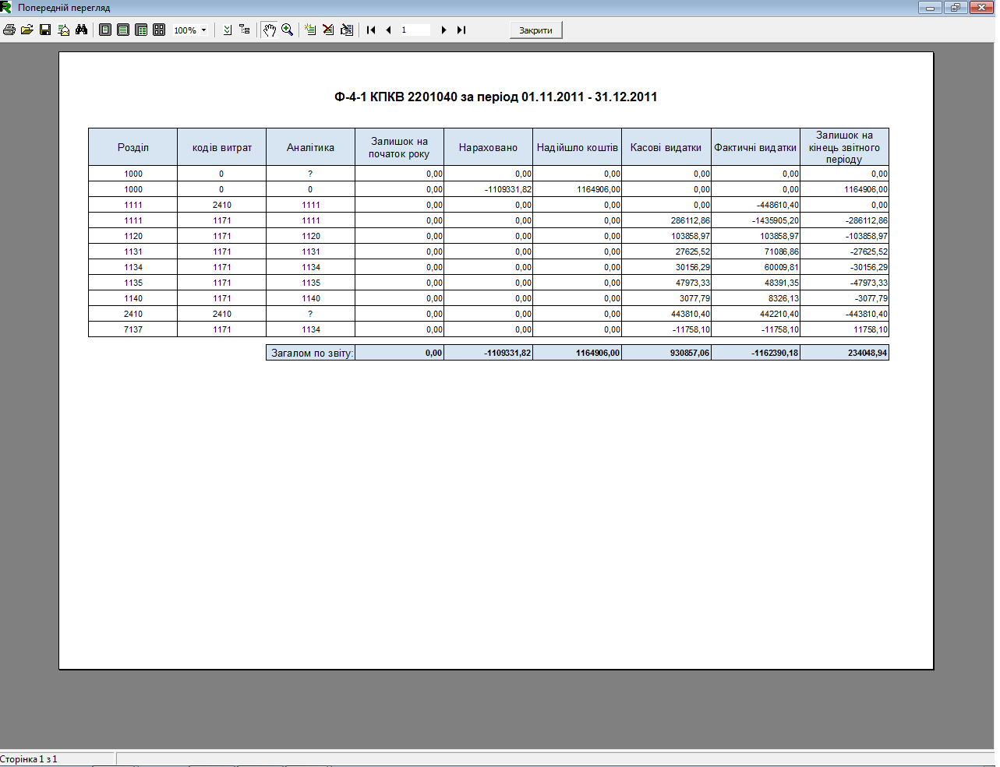 Попередній перегляд
100%
1
Закрити
Ф-4-1 КПКВ 2201040 за період 01.11.2011 - 31.12.2011
Розділ кодів витрат Аналітика Залишок на початок року Нараховано Надійшло коштів Касові видатки Фактичні видатки Залишок на кінець звітного періоду
1000 0 ? 0,00 0,00 0,00 0,00 0,00 0,00
1000 0 0 0,00 -1109331,82 1164906,00 0,00 0,00 1164906,00
1111 2410 1111 0,00 0,00 0,00 0,00 -448610,40 0,00
1111 1171 1111 0,00 0,00 0,00 286112,86 -1435905,20 -286112,86
1120 1171 1120 0,00 0,00 0,00 103858,97 103858,97 -103858,97
1131 1171 1131 0,00 0,00 0,00 27625,52 71086,86 -27625,52
1134 1171 1134 0,00 0,00 0,00 30156,29 60009,81 -30156,29
1135 1171 1135 0,00 0,00 0,00 47973,33 48391,35 -47973,33
1140 1171 1140 0,00 0,00 0,00 3077,79 8326,13 -3077,79
2410 2410 ? 0,00 0,00 0,00 443810,40 442210,40 -443810,40
7137 1171 1134 0,00 0,00 0,00 -11758,10 -11758,10 11758,10
Загалом по звіту: 0,00 -1109331,82 1164906,00 930857,06 -1162390,18 234048,94
Сторінка 1 з 1